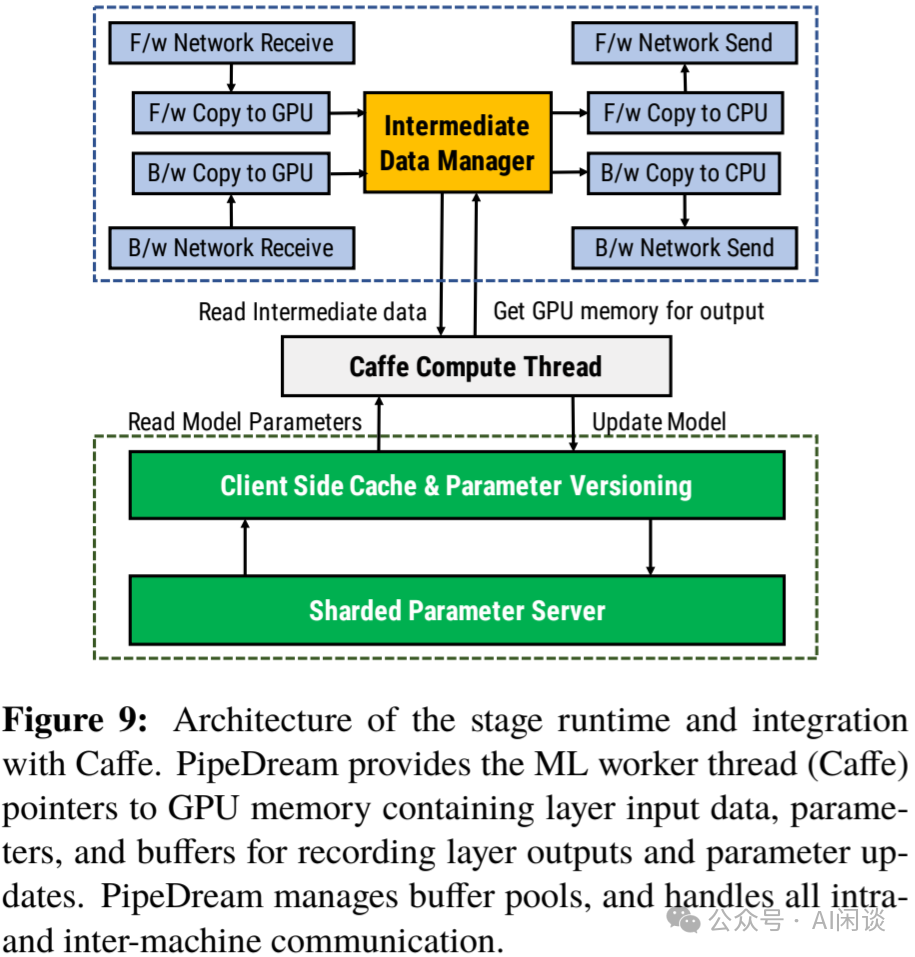 F/w Network Receive
F/w Network Send
F/w Copy to GPU
Intermediate
Data Manager
F/w Copy to CPU
B/w Copy to GPU
B/w Copy to CPU
B/w Network Receive
B/w Network Send
Read Intermediate data
Get GPU memory for output
Caffe Compute Thread
Read Model Parameters
Update Model
Client Side Cache & Parameter Versioning
Sharded Parameter Server
Figure 9: Architecture of the stage runtime and integration
with Caffe. PipeDream provides the ML worker thread (Caffe)
pointers to GPU memory containing layer input data, parame-
ters, and buffers for recording layer outputs and parameter up-
dates. PipeDream manages buffer pools, and handles all intra-
and inter-machine communication.
公众号 · AI闲谈